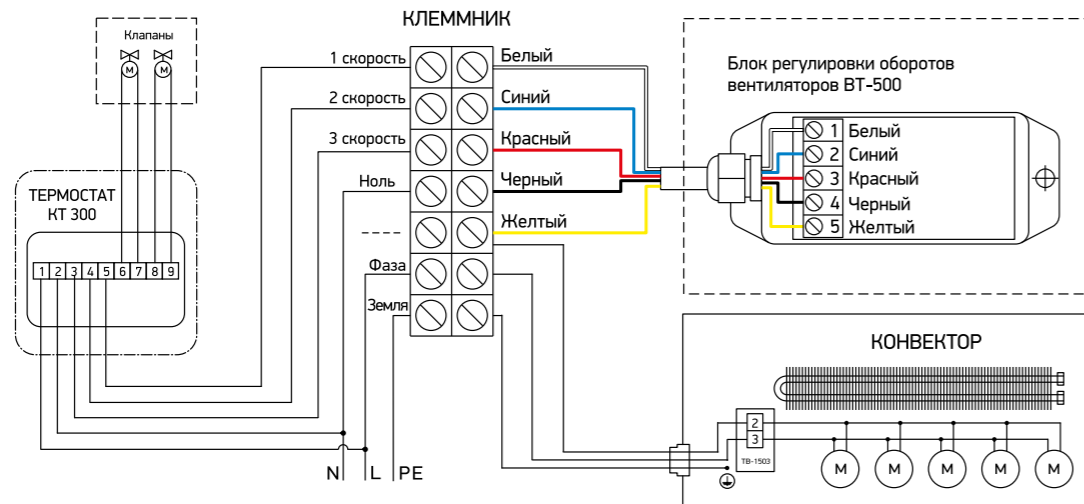 КЛЕММНИК
Клапаны
М
М
1 скорость
2 скорость
3 скорость
Ноль
----
Фаза
Земля
Белый
Синий
Красный
Черный
Желтый
Блок регулировки оборотов
вентиляторов ВТ-500
1 Белый
2 Синий
3 Красный
4 Черный
5 Желтый
ТЕРМОСТАТ
КТ 300
1 2 3 4 5 6 7 8 9
N L PE
КОНВЕКТОР
2
3
ТВ-1503
М М М М М